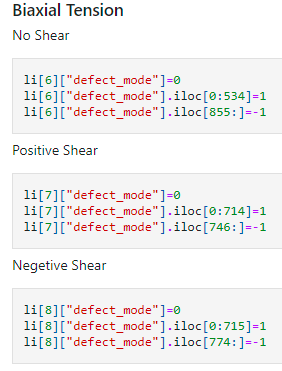 Biaxial Tension
No Shear
li[6]["defect_mode"]=0
li[6]["defect_mode"].iloc[0:534]=1
li[6]["defect_mode"].iloc[855:]=-1
Positive Shear
li[7]["defect_mode"]=0
li[7]["defect_mode"].iloc[0:714]=1
li[7]["defect_mode"].iloc[746:]=-1
Negetive Shear
li[8]["defect_mode"]=0
li[8]["defect_mode"].iloc[0:715]=1
li[8]["defect_mode"].iloc[774:]=-1